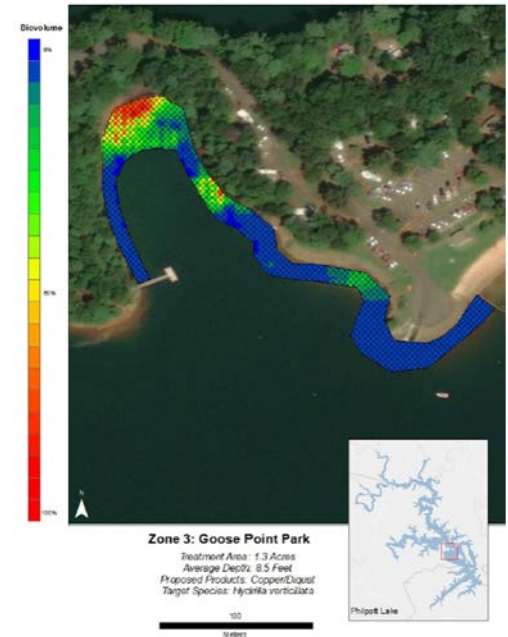 Biovolume
0%
50%
100%
N
Zone 3: Goose Point Park
Treatment Area: 1.3 Acres
Average Depth: 8.5 Feet
Proposed Products: Copper/Diquat
Target Species: Hydrilla verticillata
100
Meters
Philpott Lake